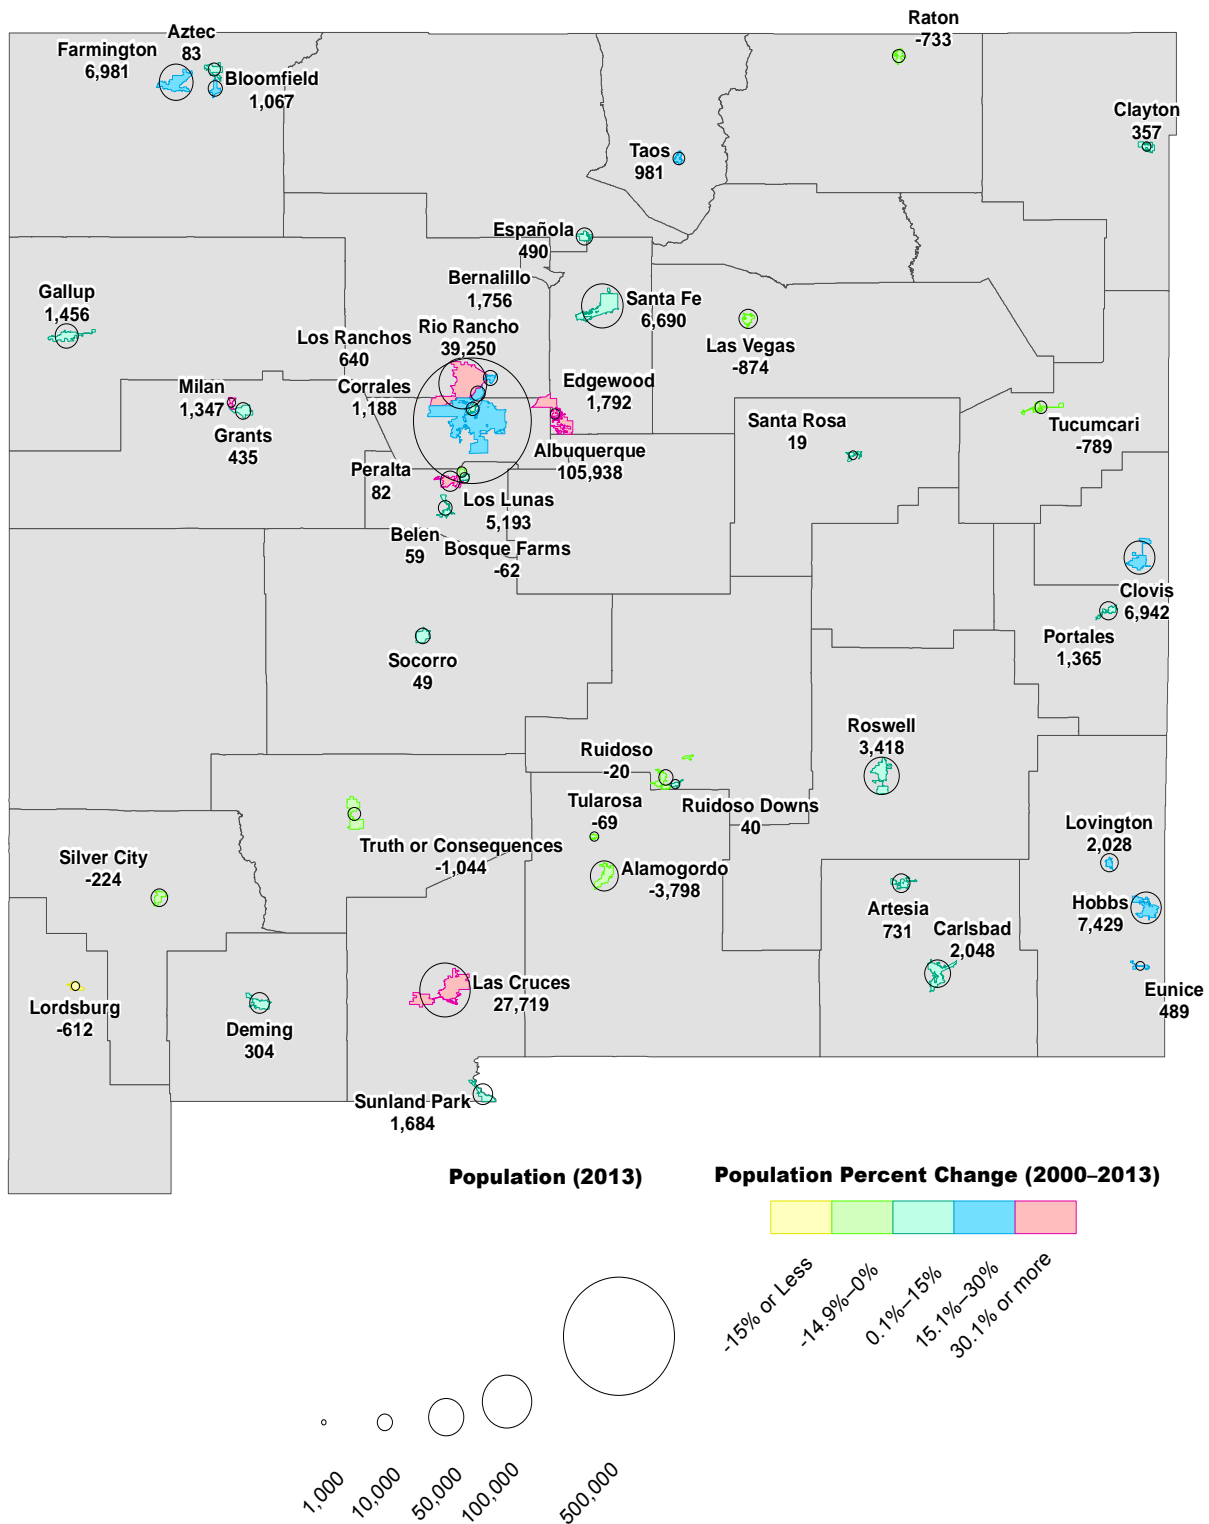 Raton
-733
Aztec
83
Farmington
6,981
Bloomfield
1,067
Clayton
357
Taos
981
Española
490
Bernalillo
1,756
Santa Fe
6,690
Gallup
1,456
Los Ranchos
640
Rio Rancho
39,250
Las Vegas
-874
Milan
1,347
Corrales
1,188
Edgewood
1,792
Grants
435
Santa Rosa
19
Tucumcari
-789
Albuquerque
105,938
Peralta
82
Los Lunas
5,193
Belen
59
Bosque Farms
-62
Clovis
6,942
Portales
1,365
Socorro
49
Roswell
3,418
Ruidoso
-20
Ruidoso Downs
40
Tularosa
-69
Truth or Consequences
-1,044
Alamogordo
-3,798
Silver City
-224
Lovington
2,028
Artesia
731
Hobbs
7,429
Carlsbad
2,048
Las Cruces
27,719
Lordsburg
-612
Deming
304
Eunice
489
Sunland Park
1,684
Population (2013)
1,000
10,000
50,000
100,000
500,000
Population Percent Change (2000–2013)
-15% or Less
-14.9%–0%
0.1%–15%
15.1%–30%
30.1% or more